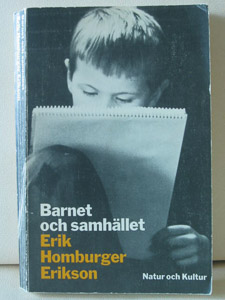 Barnet
och samhället
Erik
Homburger
Erikson
Natur och Kultur